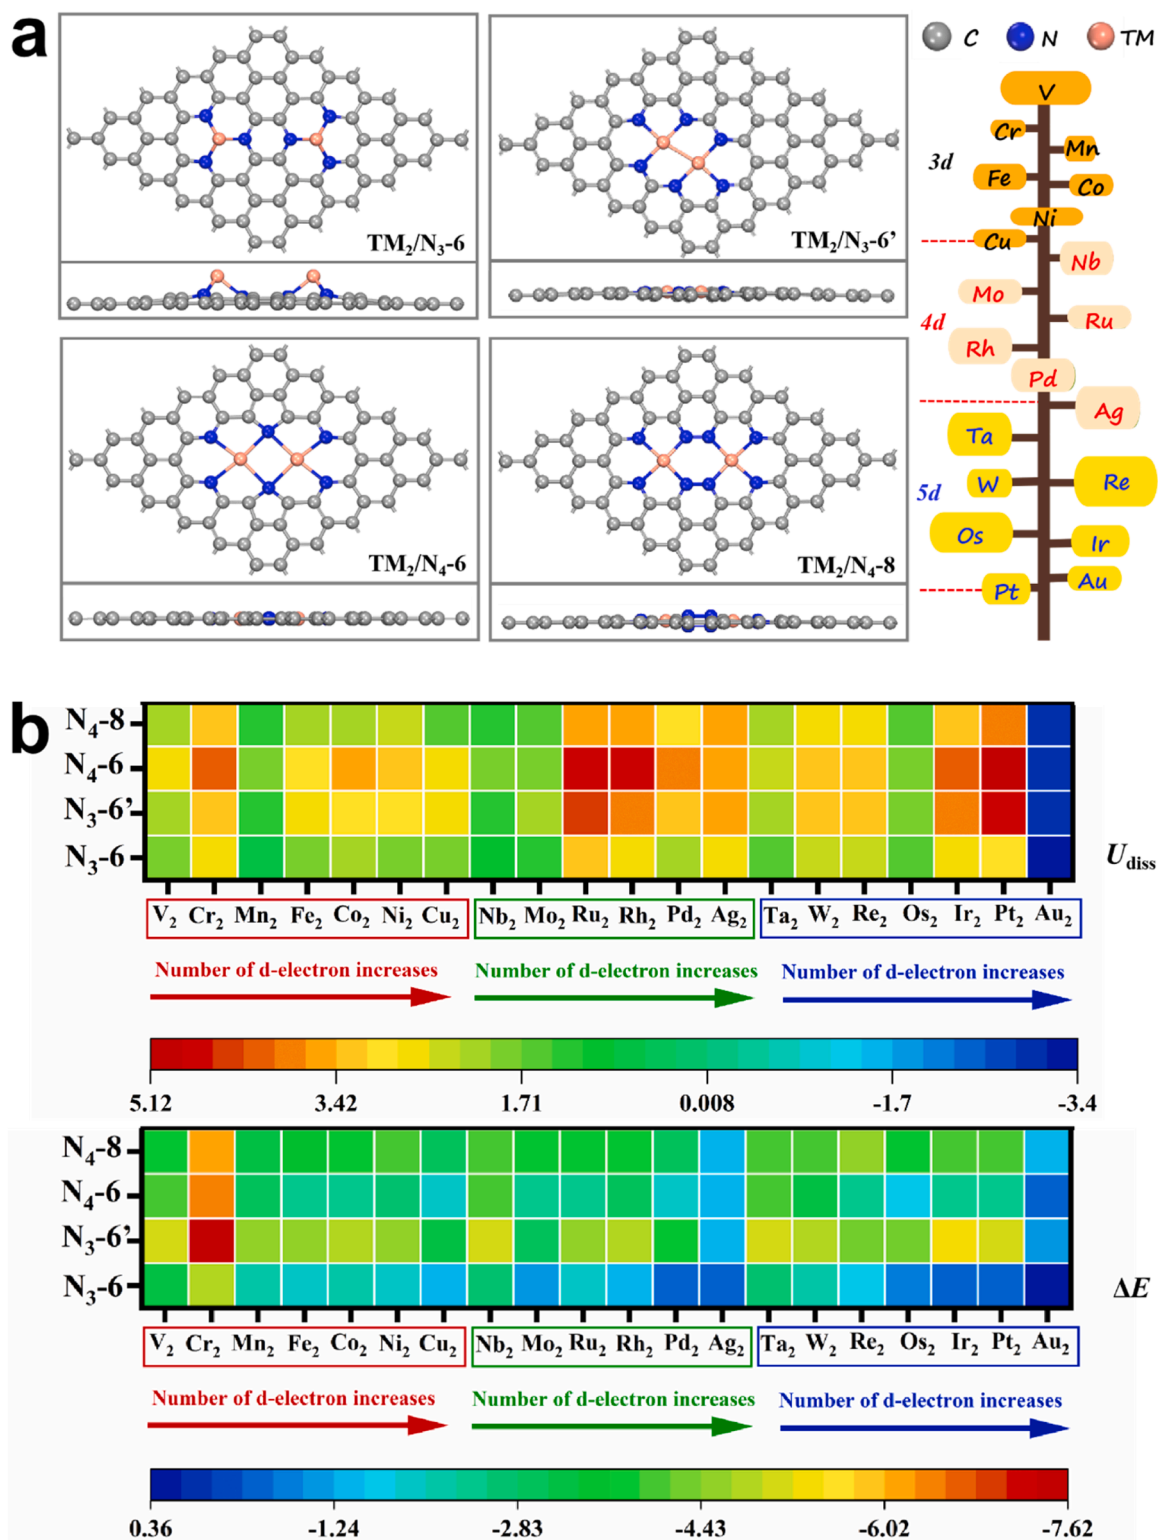 a
C N TM
TM₂/N₃-6
TM₂/N₃-6’
TM₂/N₄-6
TM₂/N₄-8
V
Cr
Mn
3d
Fe
Co
Ni
Cu
Nb
Mo
4d
Ru
Rh
Pd
Ag
Ta
W
Re
5d
Os
Ir
Au
Pt
b
N₄-8
N₄-6
N₃-6’
N₃-6
U_diss
V₂ Cr₂ Mn₂ Fe₂ Co₂ Ni₂ Cu₂ Nb₂ Mo₂ Ru₂ Rh₂ Pd₂ Ag₂ Ta₂ W₂ Re₂ Os₂ Ir₂ Pt₂ Au₂
Number of d-electron increases Number of d-electron increases Number of d-electron increases
5.12 3.42 1.71 0.008 -1.7 -3.4
N₄-8
N₄-6
N₃-6’
N₃-6
ΔE
V₂ Cr₂ Mn₂ Fe₂ Co₂ Ni₂ Cu₂ Nb₂ Mo₂ Ru₂ Rh₂ Pd₂ Ag₂ Ta₂ W₂ Re₂ Os₂ Ir₂ Pt₂ Au₂
Number of d-electron increases Number of d-electron increases Number of d-electron increases
0.36 -1.24 -2.83 -4.43 -6.02 -7.62